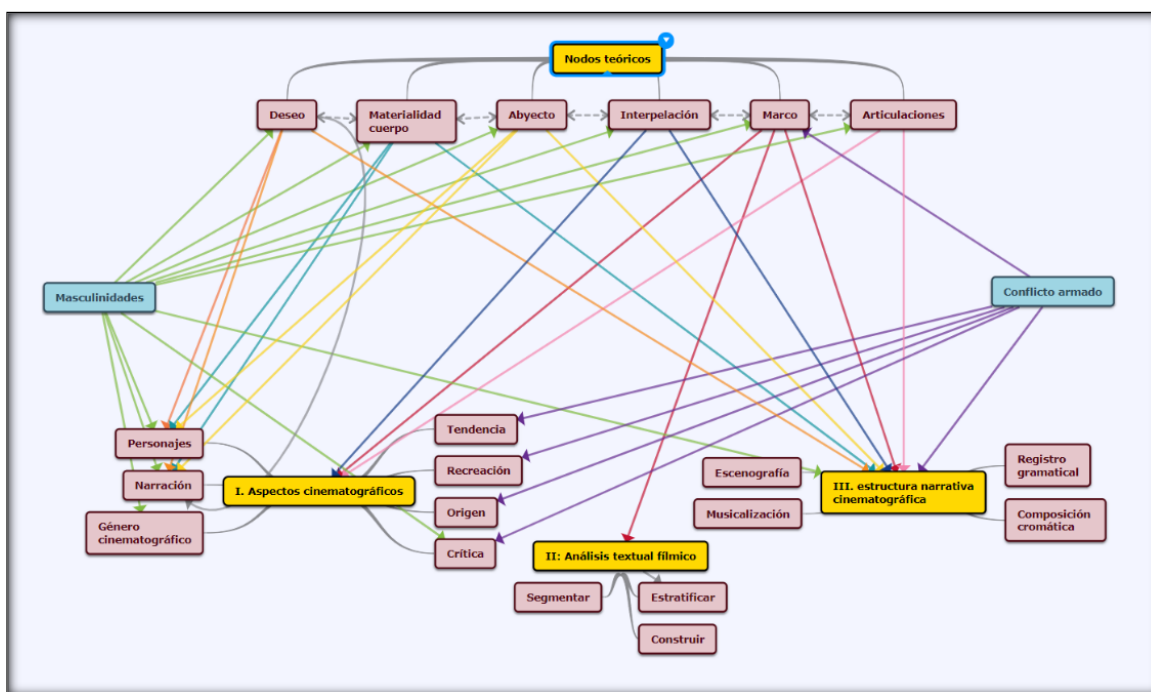 Nodos teóricos
Deseo
Materialidad
cuerpo
Abyecto
Interpelación
Marco
Articulaciones
Masculinidades
Conflicto armado
Personajes
Narración
Género
cinematográfico
I. Aspectos cinematográficos
Tendencia
Recreación
Origen
Crítica
II: Análisis textual fílmico
Segmentar
Estratificar
Construir
Escenografía
Musicalización
III. estructura narrativa
cinematográfica
Registro
gramatical
Composición
cromática